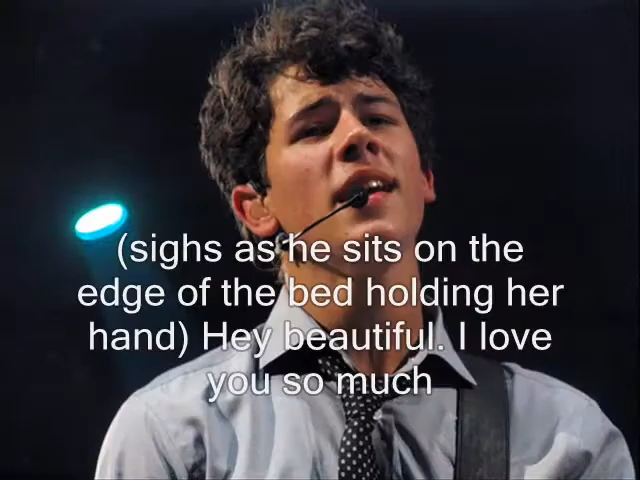 (sighs as he sits on the
edge of the bed holding her
hand) Hey beautiful. I love
you so much